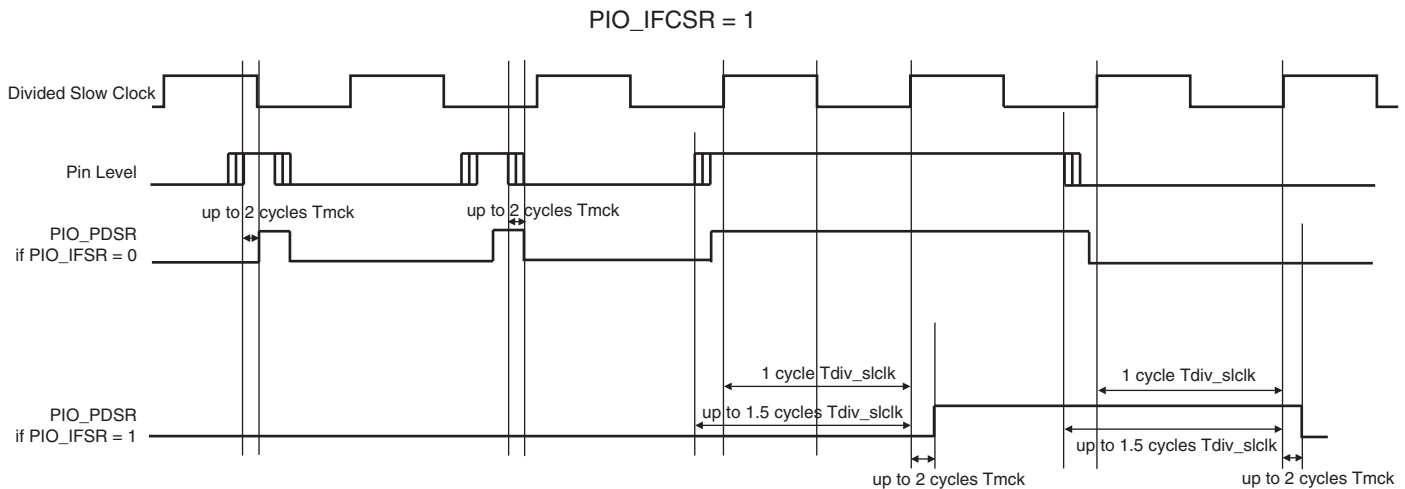 PIO_IFCSR = 1
Divided Slow Clock
Pin Level
up to 2 cycles Tmck
up to 2 cycles Tmck
PIO_PDSR
if PIO_IFSR = 0
1 cycle Tdiv_slclk
1 cycle Tdiv_slclk
PIO_PDSR
if PIO_IFSR = 1
up to 1.5 cycles Tdiv_slclk
up to 1.5 cycles Tdiv_slclk
up to 2 cycles Tmck
up to 2 cycles Tmck